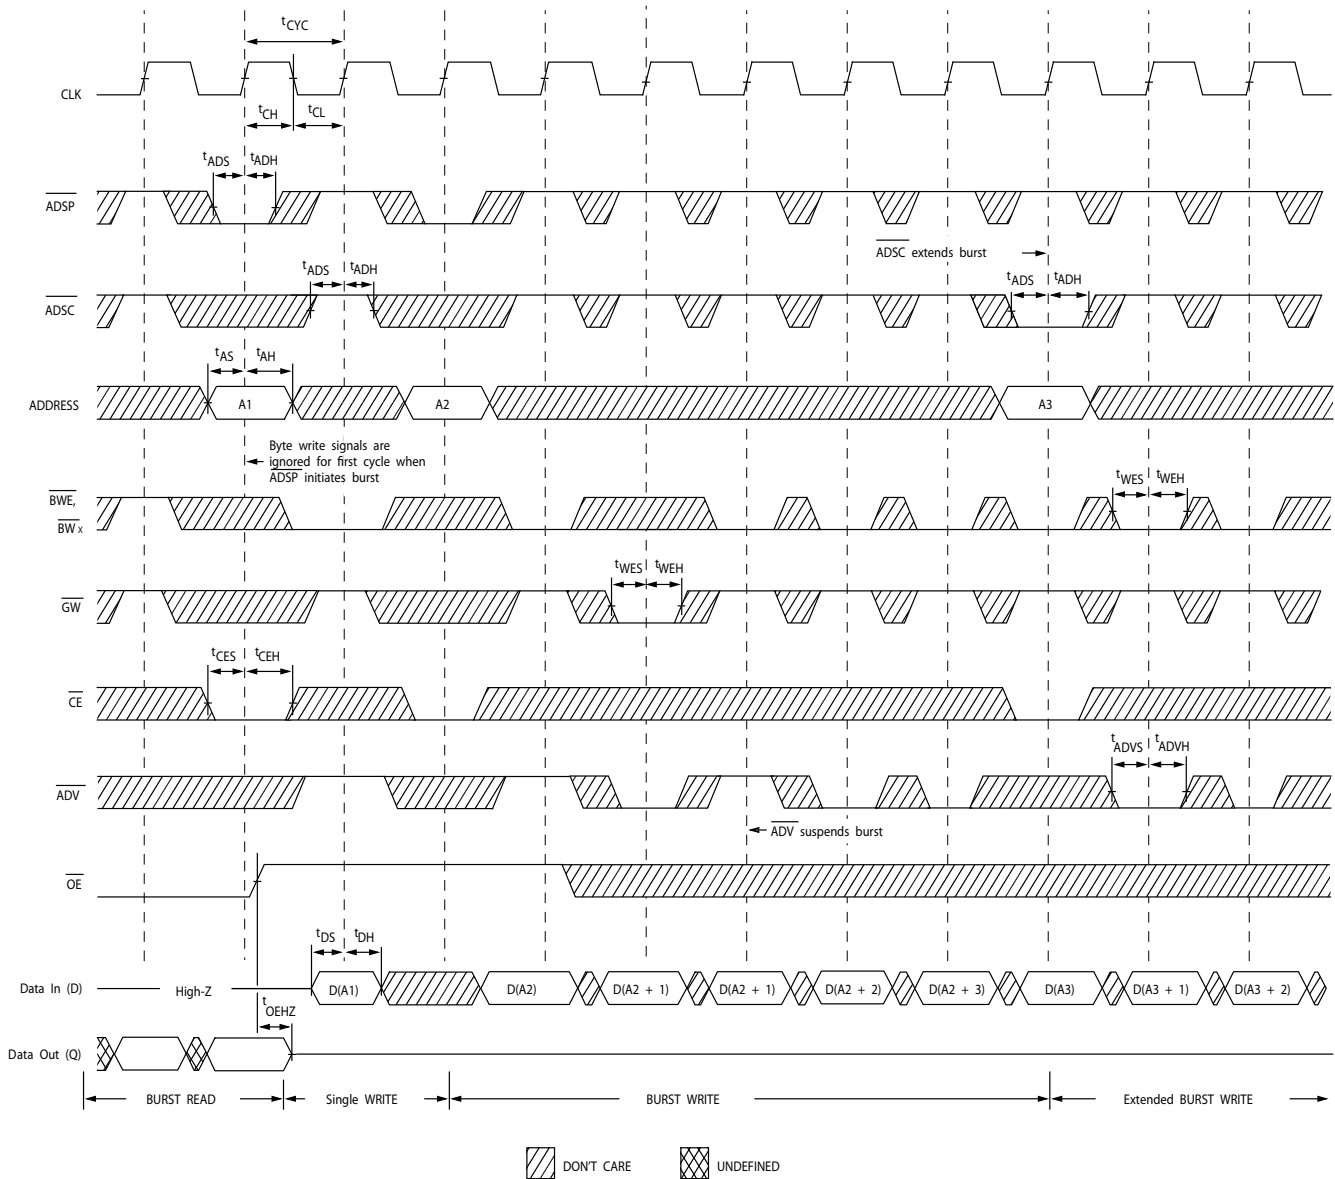 tCYC
CLK
tCH
tCL
tADS
tADH
ADSP
ADSC extends burst
tADS
tADH
tADS
tADH
ADSC
tAS
tAH
ADDRESS
A1
A2
A3
Byte write signals are
ignored for first cycle when
ADSP initiates burst
tWES
tWEH
BWE,
BW x
tWES
tWEH
GW
tCES
tCEH
CE
tADVS
tADVH
ADV
ADV suspends burst
OE
tDS
tDH
Data In (D)
High-Z
D(A1)
D(A2)
D(A2 + 1)
D(A2 + 1)
D(A2 + 2)
D(A2 + 3)
D(A3)
D(A3 + 1)
D(A3 + 2)
tOEHZ
Data Out (Q)
BURST READ
Single WRITE
BURST WRITE
Extended BURST WRITE
DON'T CARE
UNDEFINED